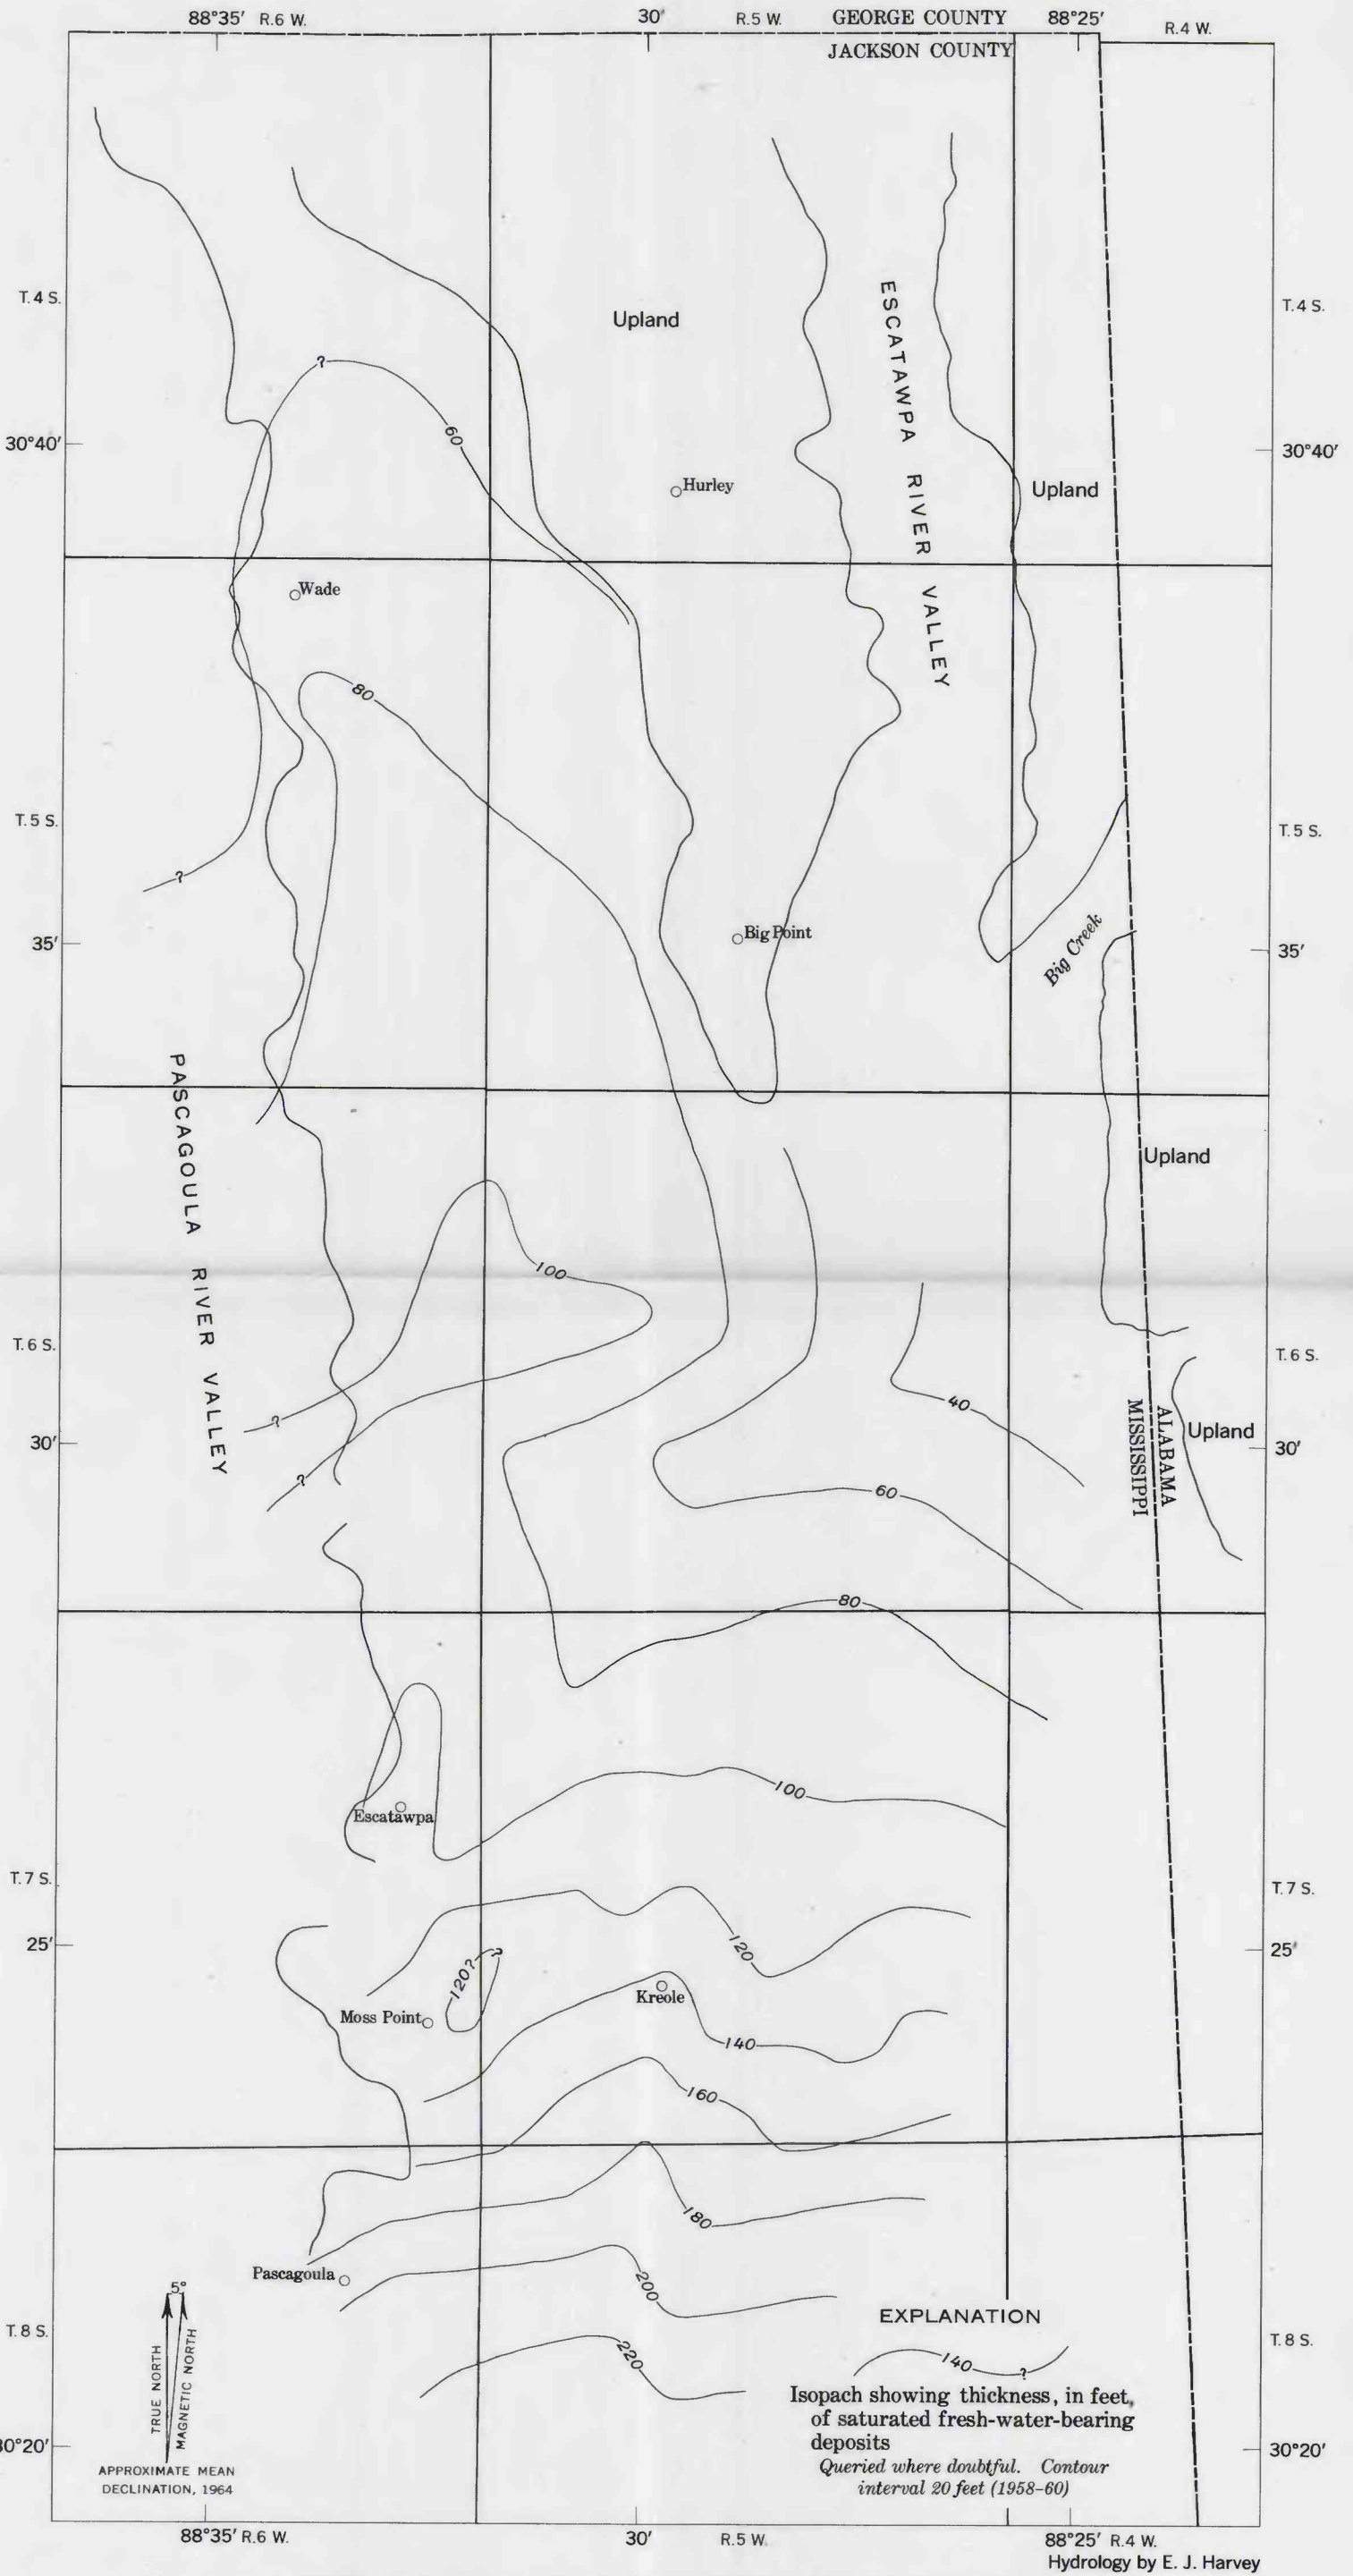 88°35′ R.6 W.
30′
R.5 W.
GEORGE COUNTY
88°25′
R.4 W.
JACKSON COUNTY
T.4 S.
ESCATAWPA RIVER VALLEY
T.4 S.
Upland
?
60
30°40′
30°40′
Hurley
Upland
Wade
80
T.5 S.
T.5 S.
?
Big Point
35′
Big Creek
35′
PASCAGOULA RIVER VALLEY
Upland
100
T.6 S.
T.6 S.
40
?
ALABAMA
MISSISSIPPI
30′
Upland
30′
?
60
80
100
Escatawpa
T.7 S.
T.7 S.
25′
120
25′
?
120?
Kreole
Moss Point
140
160
180
Pascagoula
200
5°
EXPLANATION
T.8 S.
220
T.8 S.
TRUE NORTH
MAGNETIC NORTH
140
?
Isopach showing thickness, in feet,
of saturated fresh-water-bearing
deposits
30°20′
30°20′
Queried where doubtful. Contour
interval 20 feet (1958-60)
APPROXIMATE MEAN
DECLINATION, 1964
88°35′ R.6 W.
30′
R.5 W.
88°25′ R.4 W.
Hydrology by E. J. Harvey